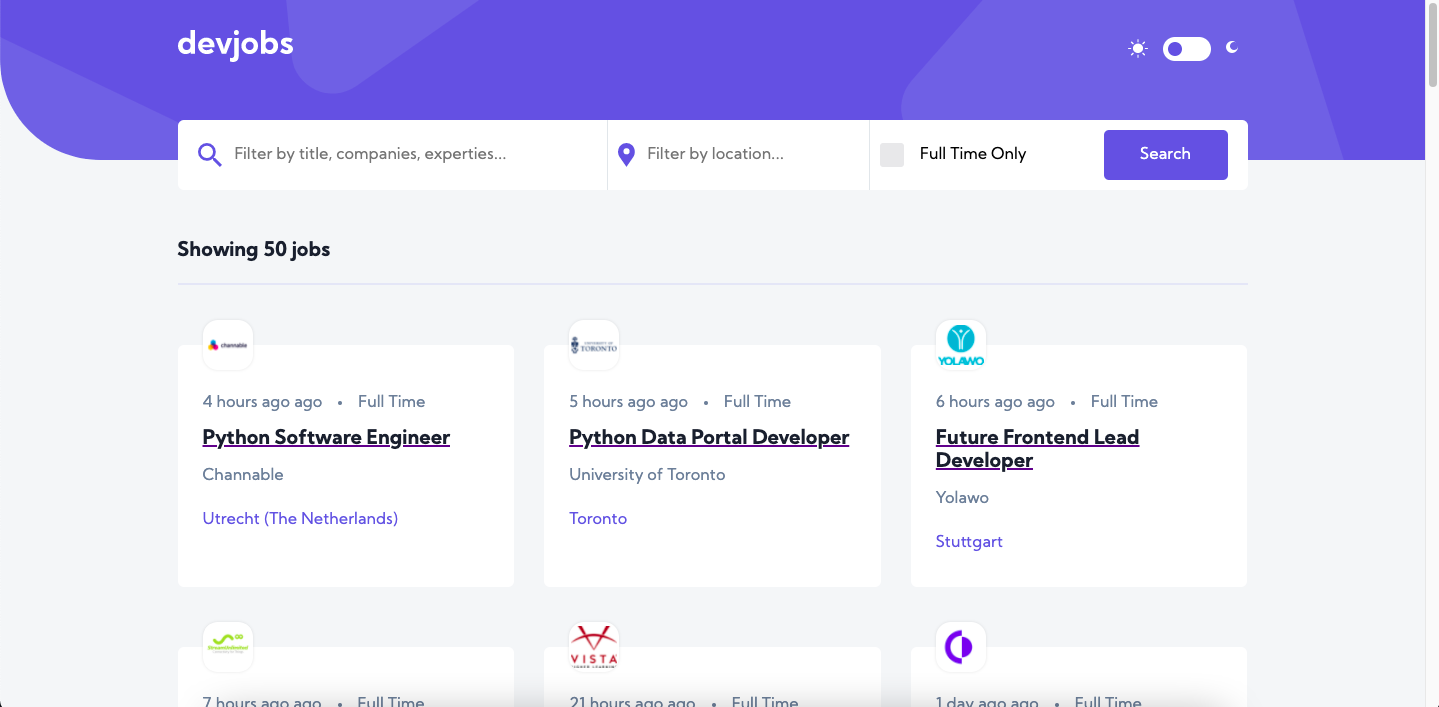 devjobs
Filter by title, companies, experties...
Filter by location...
Full Time Only
Search
Showing 50 jobs
channable
UNIVERSITY OF
TORONTO
YOLAWO
4 hours ago ago • Full Time
Python Software Engineer
Channable
Utrecht (The Netherlands)
5 hours ago ago • Full Time
Python Data Portal Developer
University of Toronto
Toronto
6 hours ago ago • Full Time
Future Frontend Lead
Developer
Yolawo
Stuttgart
StreamUnlimited
VISTA
7 hours ago ago • Full Time
21 hours ago ago • Full Time
1 day ago ago • Full Time